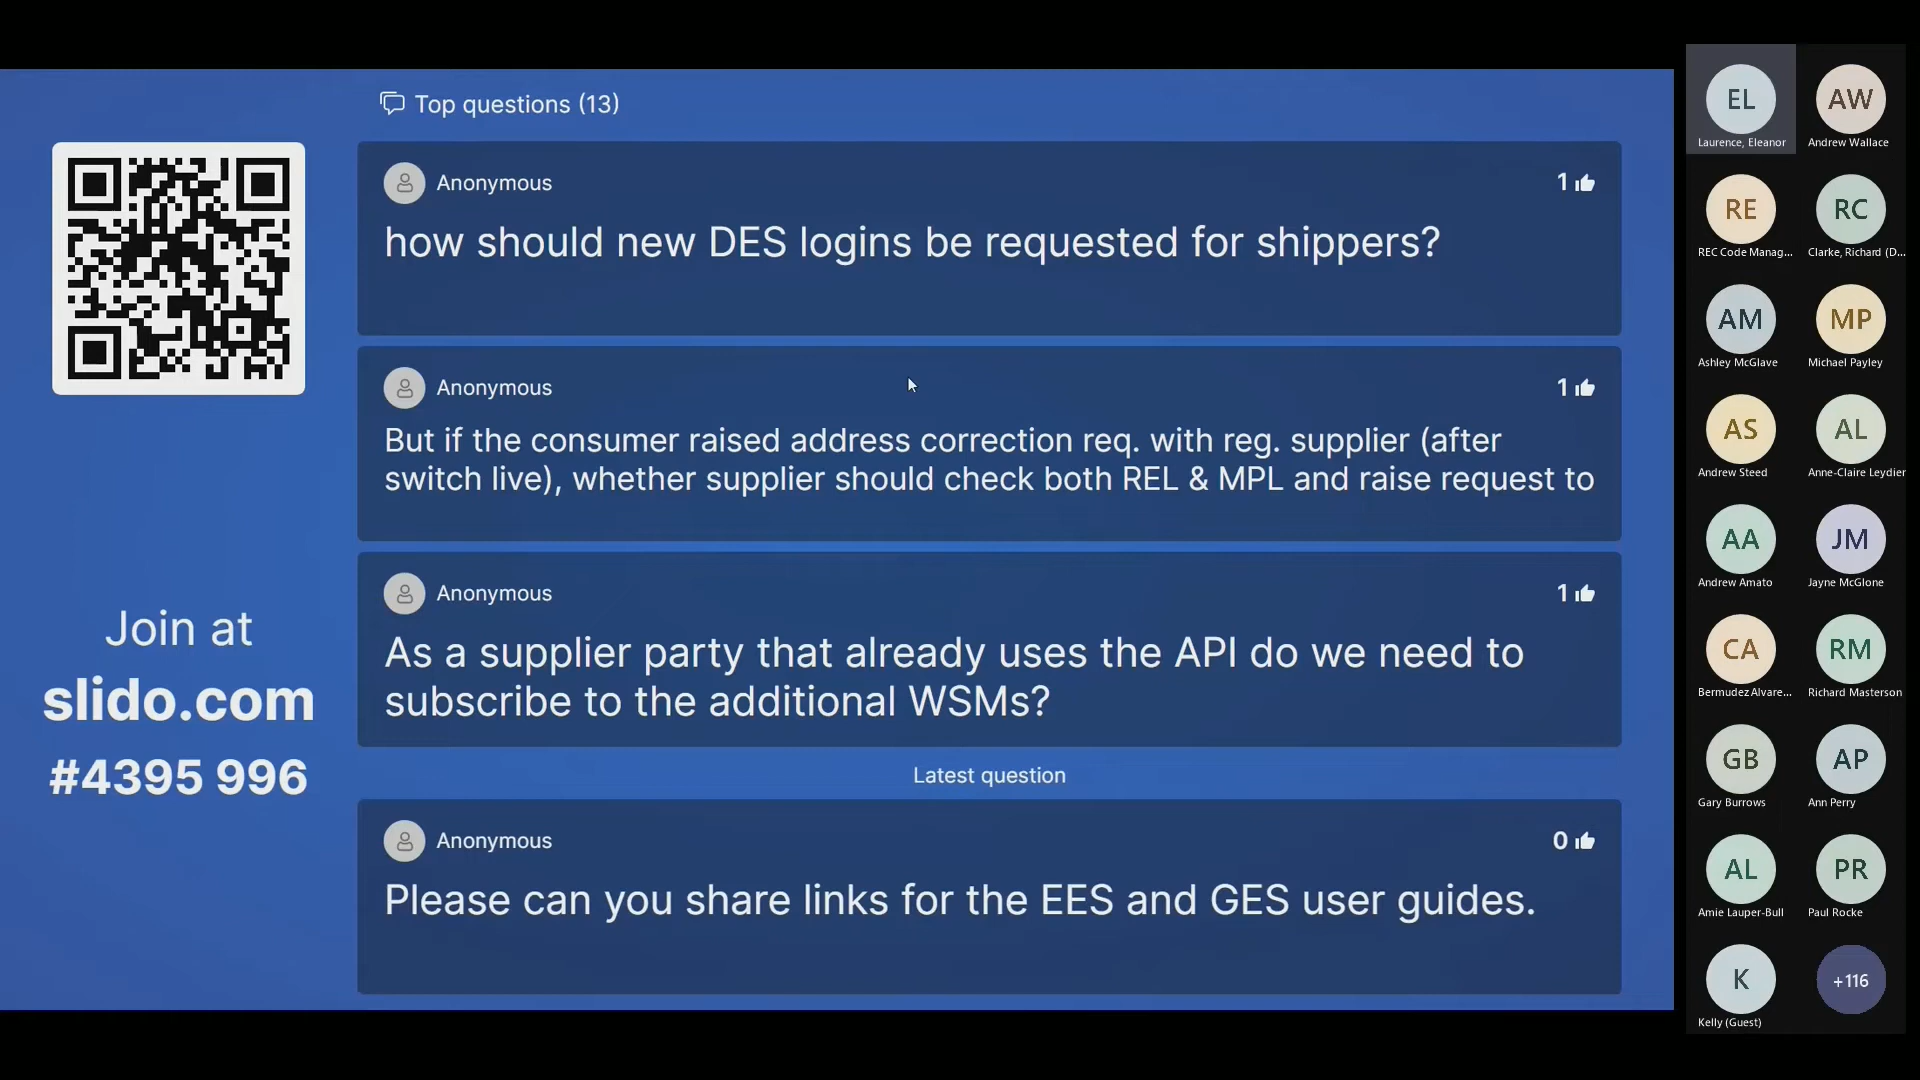 Top questions (13)
Anonymous
1
how should new DES logins be requested for shippers?
Anonymous
1
But if the consumer raised address correction req. with reg. supplier (after
switch live), whether supplier should check both REL & MPL and raise request to
Anonymous
1
As a supplier party that already uses the API do we need to
subscribe to the additional WSMs?
Latest question
Anonymous
0
Please can you share links for the EES and GES user guides.
Join at
slido.com
#4395 996
EL
Laurence, Eleanor
AW
Andrew Wallace
RE
REC Code Manag...
RC
Clarke, Richard (D...
AM
Ashley McGlave
MP
Michael Payley
AS
Andrew Steed
AL
Anne-Claire Leydier
AA
Andrew Amato
JM
Jayne McGlone
CA
Bermudez Alvare...
RM
Richard Masterson
GB
Gary Burrows
AP
Ann Perry
AL
Amie Lauper-Bull
PR
Paul Rocke
K
Kelly (Guest)
+116